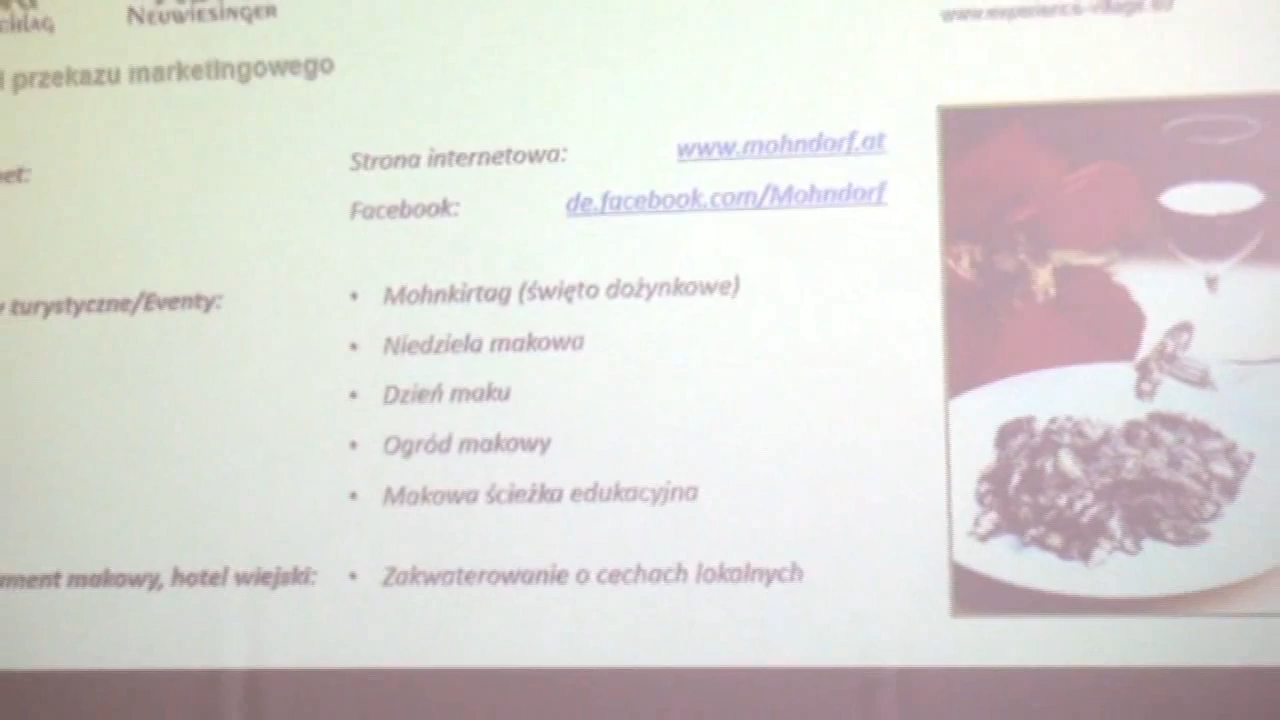 NEUWIESINGER
przekazu marketingowego
Strona internetowa: www.mohndorf.at
Facebook: de.facebook.com/Mohndorf
turystyczne/Eventy:
• Mohnkirtag (święto dożynkowe)
• Niedziela makowa
• Dzień maku
• Ogród makowy
• Makowa ścieżka edukacyjna
makowy, hotel wiejski: • Zakwaterowanie o cechach lokalnych